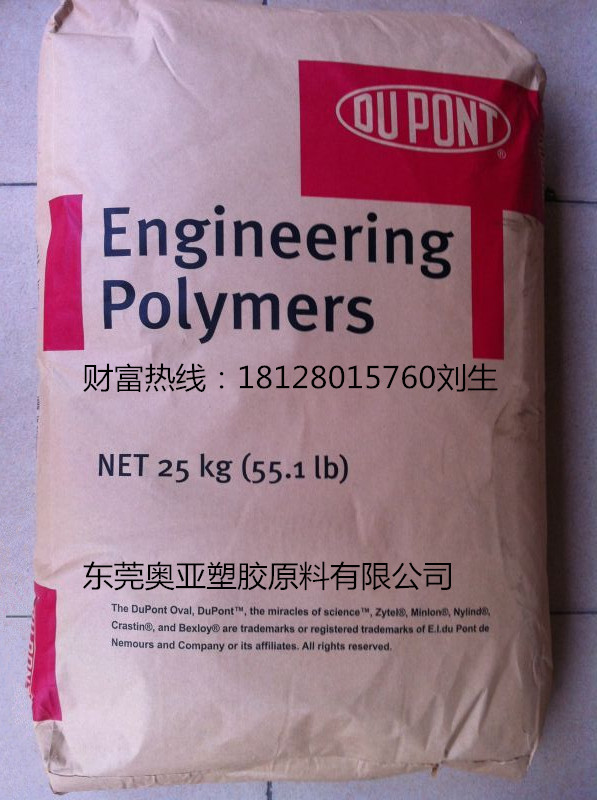 DU PONT
®
Engineering
Polymers
财富热线：18128015760刘生
NET 25 kg (55.1 lb)
东莞奥亚塑胶原料有限公司
The DuPont Oval, DuPont™, the miracles of science™, Zytel®, Minlon®, Nylind®,
Crastin®, and Bexloy® are trademarks or registered trademarks of E.I.du Pont de
Nemours and Company or its affiliates. All rights reserved.